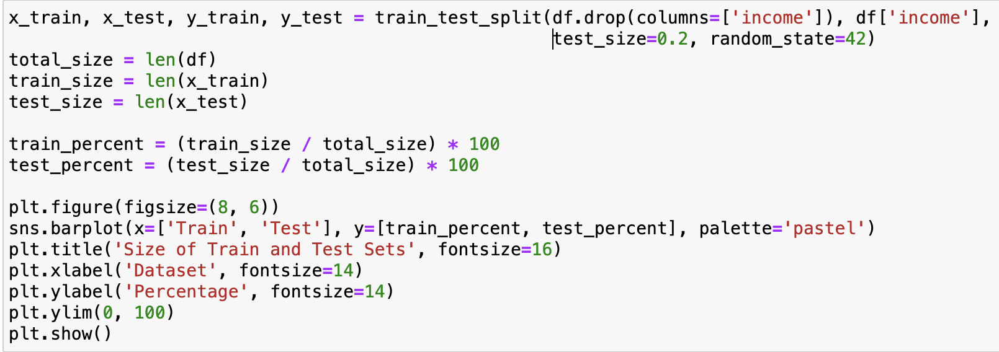 x_train, x_test, y_train, y_test = train_test_split(df.drop(columns=['income']), df['income'],
test_size=0.2, random_state=42)
total_size = len(df)
train_size = len(x_train)
test_size = len(x_test)
train_percent = (train_size / total_size) * 100
test_percent = (test_size / total_size) * 100
plt.figure(figsize=(8, 6))
sns.barplot(x=['Train', 'Test'], y=[train_percent, test_percent], palette='pastel')
plt.title('Size of Train and Test Sets', fontsize=16)
plt.xlabel('Dataset', fontsize=14)
plt.ylabel('Percentage', fontsize=14)
plt.ylim(0, 100)
plt.show()